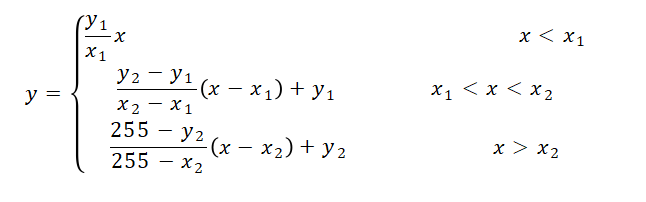 y = { y₁/x₁ x    x < x₁
(y₂ − y₁)/(x₂ − x₁) (x − x₁) + y₁    x₁ < x < x₂
(255 − y₂)/(255 − x₂) (x − x₂) + y₂    x > x₂